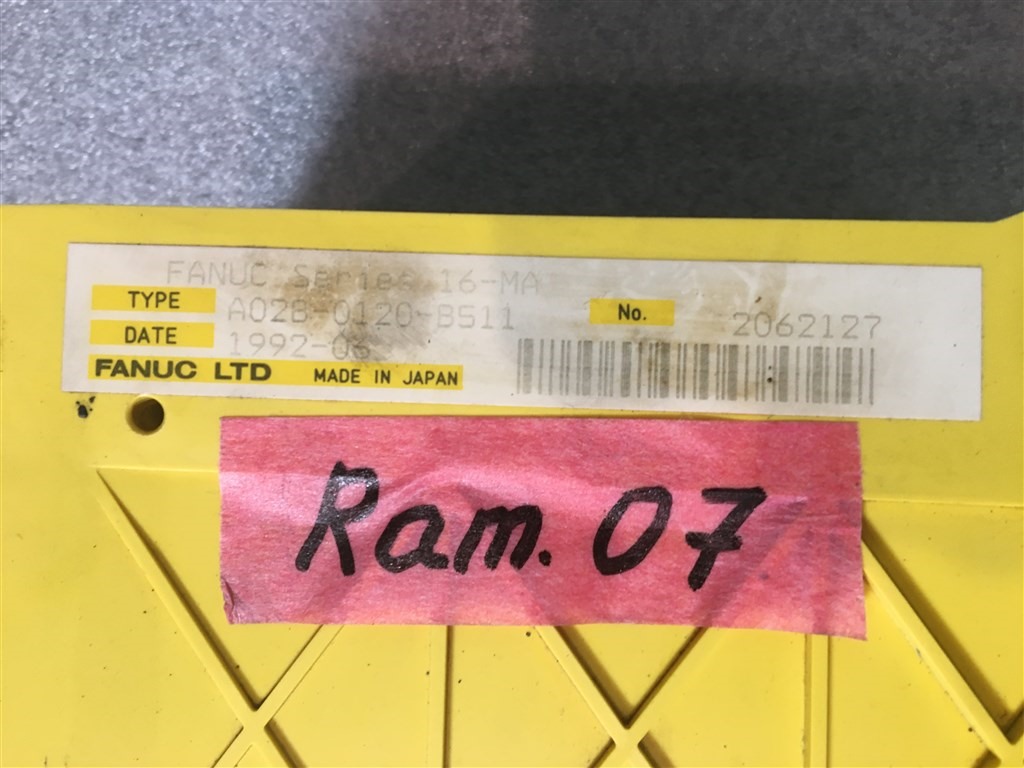 FANUC Series 16-MA
TYPE A02B-0120-B511 No. 2062127
DATE 1992-06
FANUC LTD MADE IN JAPAN
Ram. 07